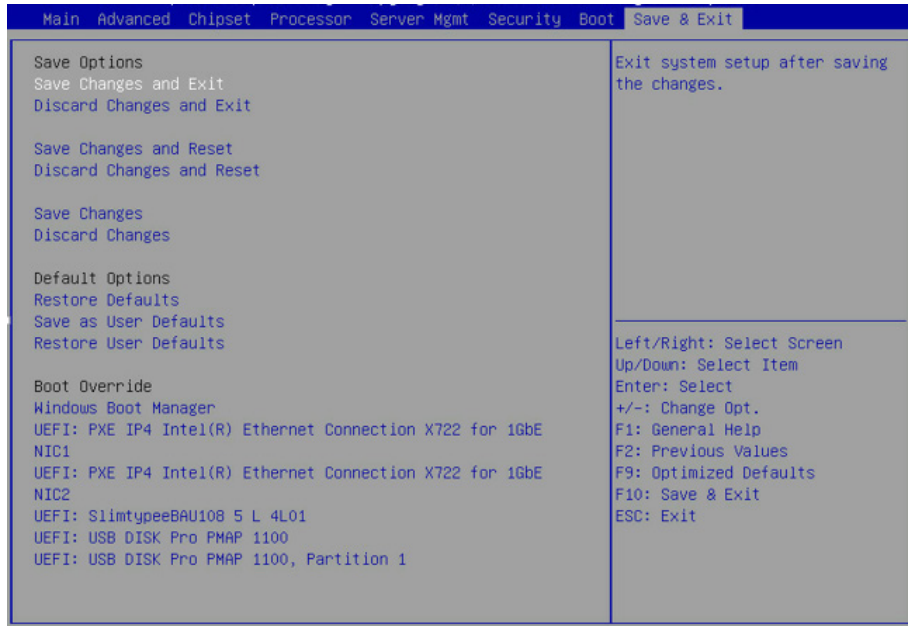 Main Advanced Chipset Processor Server Mgmt Security Boot Save & Exit
Save Options
Save Changes and Exit
Discard Changes and Exit
Save Changes and Reset
Discard Changes and Reset
Save Changes
Discard Changes
Default Options
Restore Defaults
Save as User Defaults
Restore User Defaults
Boot Override
Windows Boot Manager
UEFI: PXE IP4 Intel(R) Ethernet Connection X722 for 1GbE
NIC1
UEFI: PXE IP4 Intel(R) Ethernet Connection X722 for 1GbE
NIC2
UEFI: SlimtypeeBAU108 5 L 4L01
UEFI: USB DISK Pro PMAP 1100
UEFI: USB DISK Pro PMAP 1100, Partition 1
Exit system setup after saving
the changes.
Left/Right: Select Screen
Up/Down: Select Item
Enter: Select
+/-: Change Opt.
F1: General Help
F2: Previous Values
F9: Optimized Defaults
F10: Save & Exit
ESC: Exit